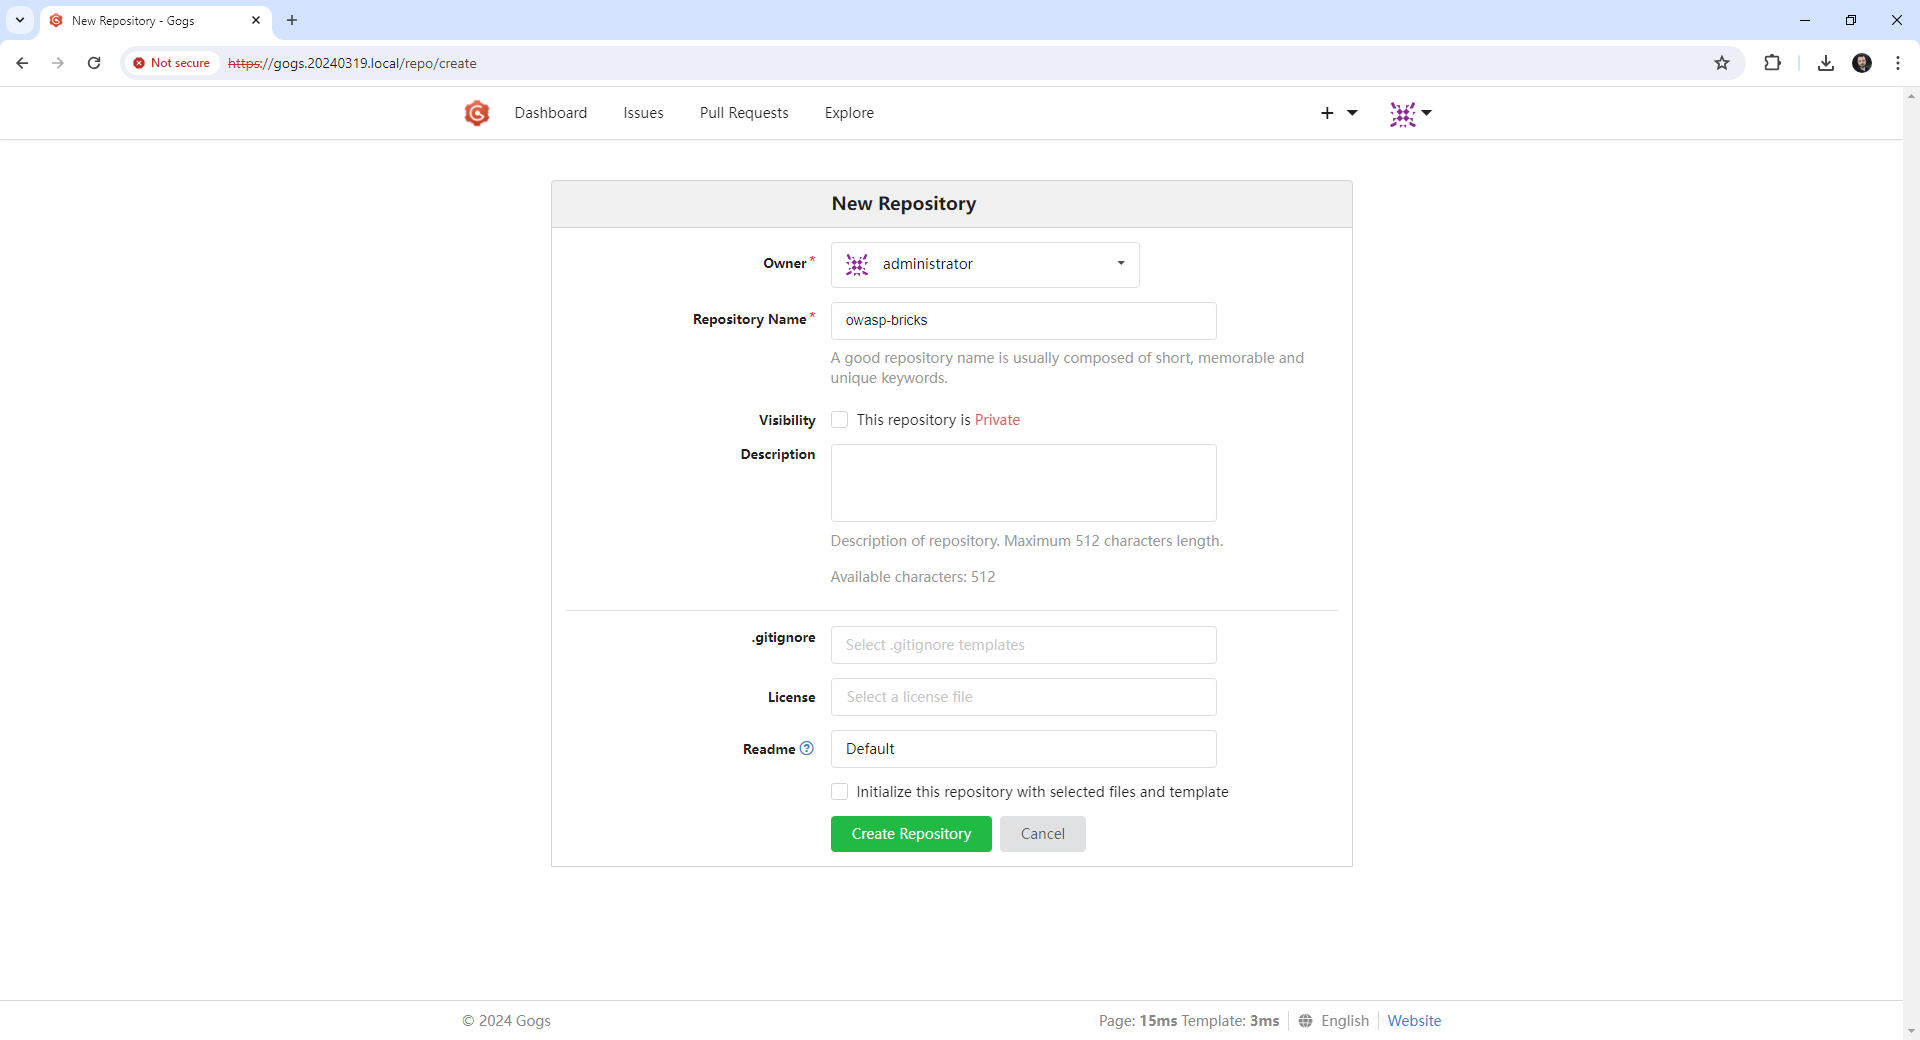 New Repository - Gogs
Not secure
https://gogs.20240319.local/repo/create
Dashboard
Issues
Pull Requests
Explore
New Repository
Owner*
administrator
Repository Name*
owasp-bricks
A good repository name is usually composed of short, memorable and
unique keywords.
Visibility
This repository is Private
Description
Description of repository. Maximum 512 characters length.
Available characters: 512
.gitignore
Select .gitignore templates
License
Select a license file
Readme
Default
Initialize this repository with selected files and template
Create Repository
Cancel
© 2024 Gogs
Page: 15ms Template: 3ms
English
Website